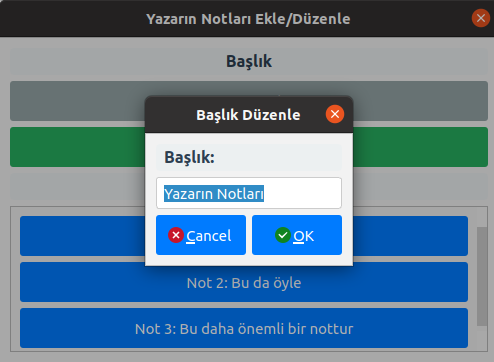 Yazarın Notları Ekle/Düzenle
Başlık
Başlık Düzenle
Başlık:
Yazarın Notları
Cancel
OK
Not 2: Bu da öyle
Not 3: Bu daha önemli bir nottur